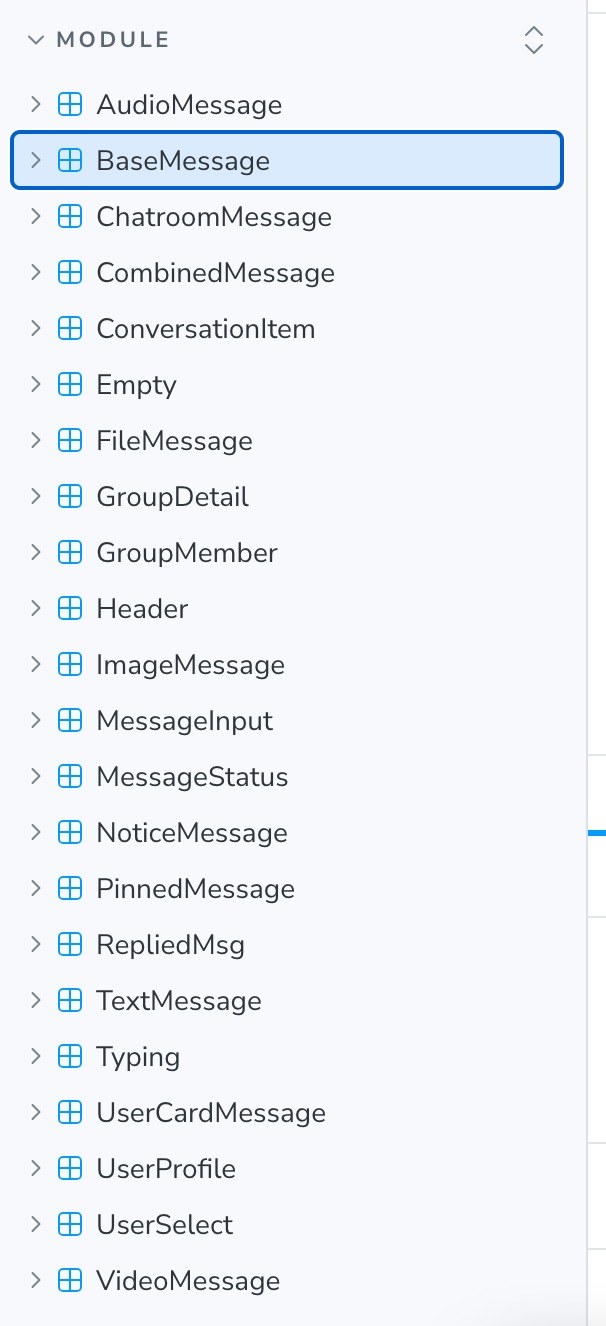 MODULE
AudioMessage
BaseMessage
ChatroomMessage
CombinedMessage
ConversationItem
Empty
FileMessage
GroupDetail
GroupMember
Header
ImageMessage
MessageInput
MessageStatus
NoticeMessage
PinnedMessage
RepliedMsg
TextMessage
Typing
UserCardMessage
UserProfile
UserSelect
VideoMessage